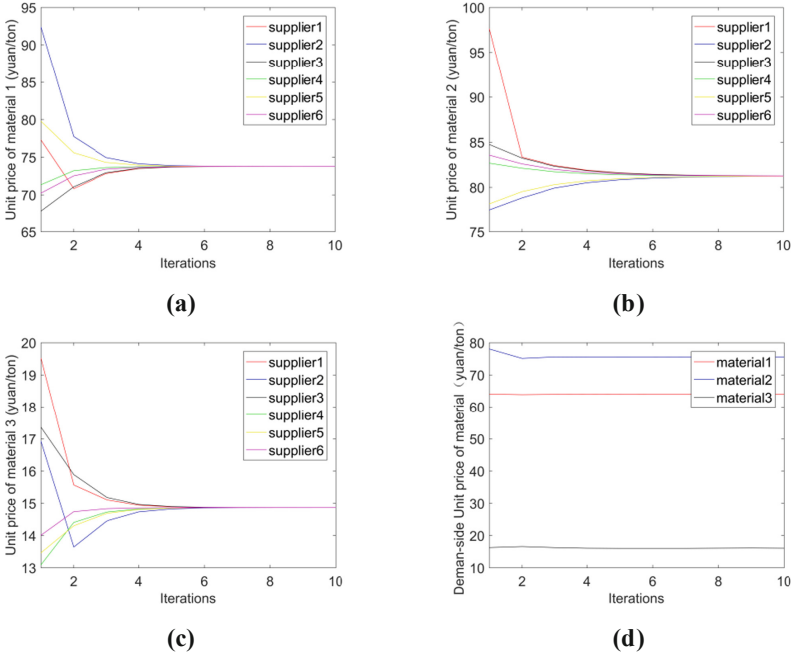 95
90
85
80
75
70
65
Unit price of material 1 (yuan/ton)
supplier1
supplier2
supplier3
supplier4
supplier5
supplier6
2
4
6
8
10
Iterations
(a)
100
95
90
85
80
75
Unit price of material 2 (yuan/ton)
supplier1
supplier2
supplier3
supplier4
supplier5
supplier6
2
4
6
8
10
Iterations
(b)
20
19
18
17
16
15
14
13
Unit price of material 3 (yuan/ton)
supplier1
supplier2
supplier3
supplier4
supplier5
supplier6
2
4
6
8
10
Iterations
(c)
80
70
60
50
40
30
20
10
Deman-side Unit price of material（yuan/ton）
material1
material2
material3
2
4
6
8
10
Iterations
(d)